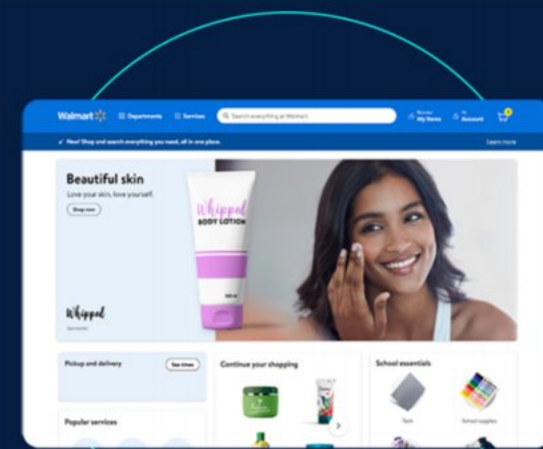 Walmart
Departments
Services
Search everything at Walmart
Reorder
My Items
Hi
Account
New! Shop and search everything you need, all in one place.
Learn more
Beautiful skin
Love your skin, love yourself.
Shop now
Whipped
BODY LOTION
Whipped
Sponsored
Pickup and delivery
See times
Continue your shopping
School essentials
Tech
School supplies
Popular services